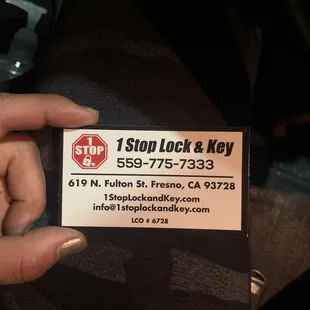 1
STOP
1 Stop Lock & Key
559-775-7333
619 N. Fulton St. Fresno, CA 93728
1StopLockandKey.com
info@1stoplockandkey.com
LCO # 6728